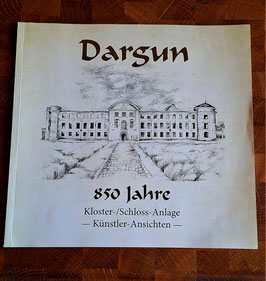 Dargun
850 Jahre
Kloster-/Schloss-Anlage
— Künstler-Ansichten —